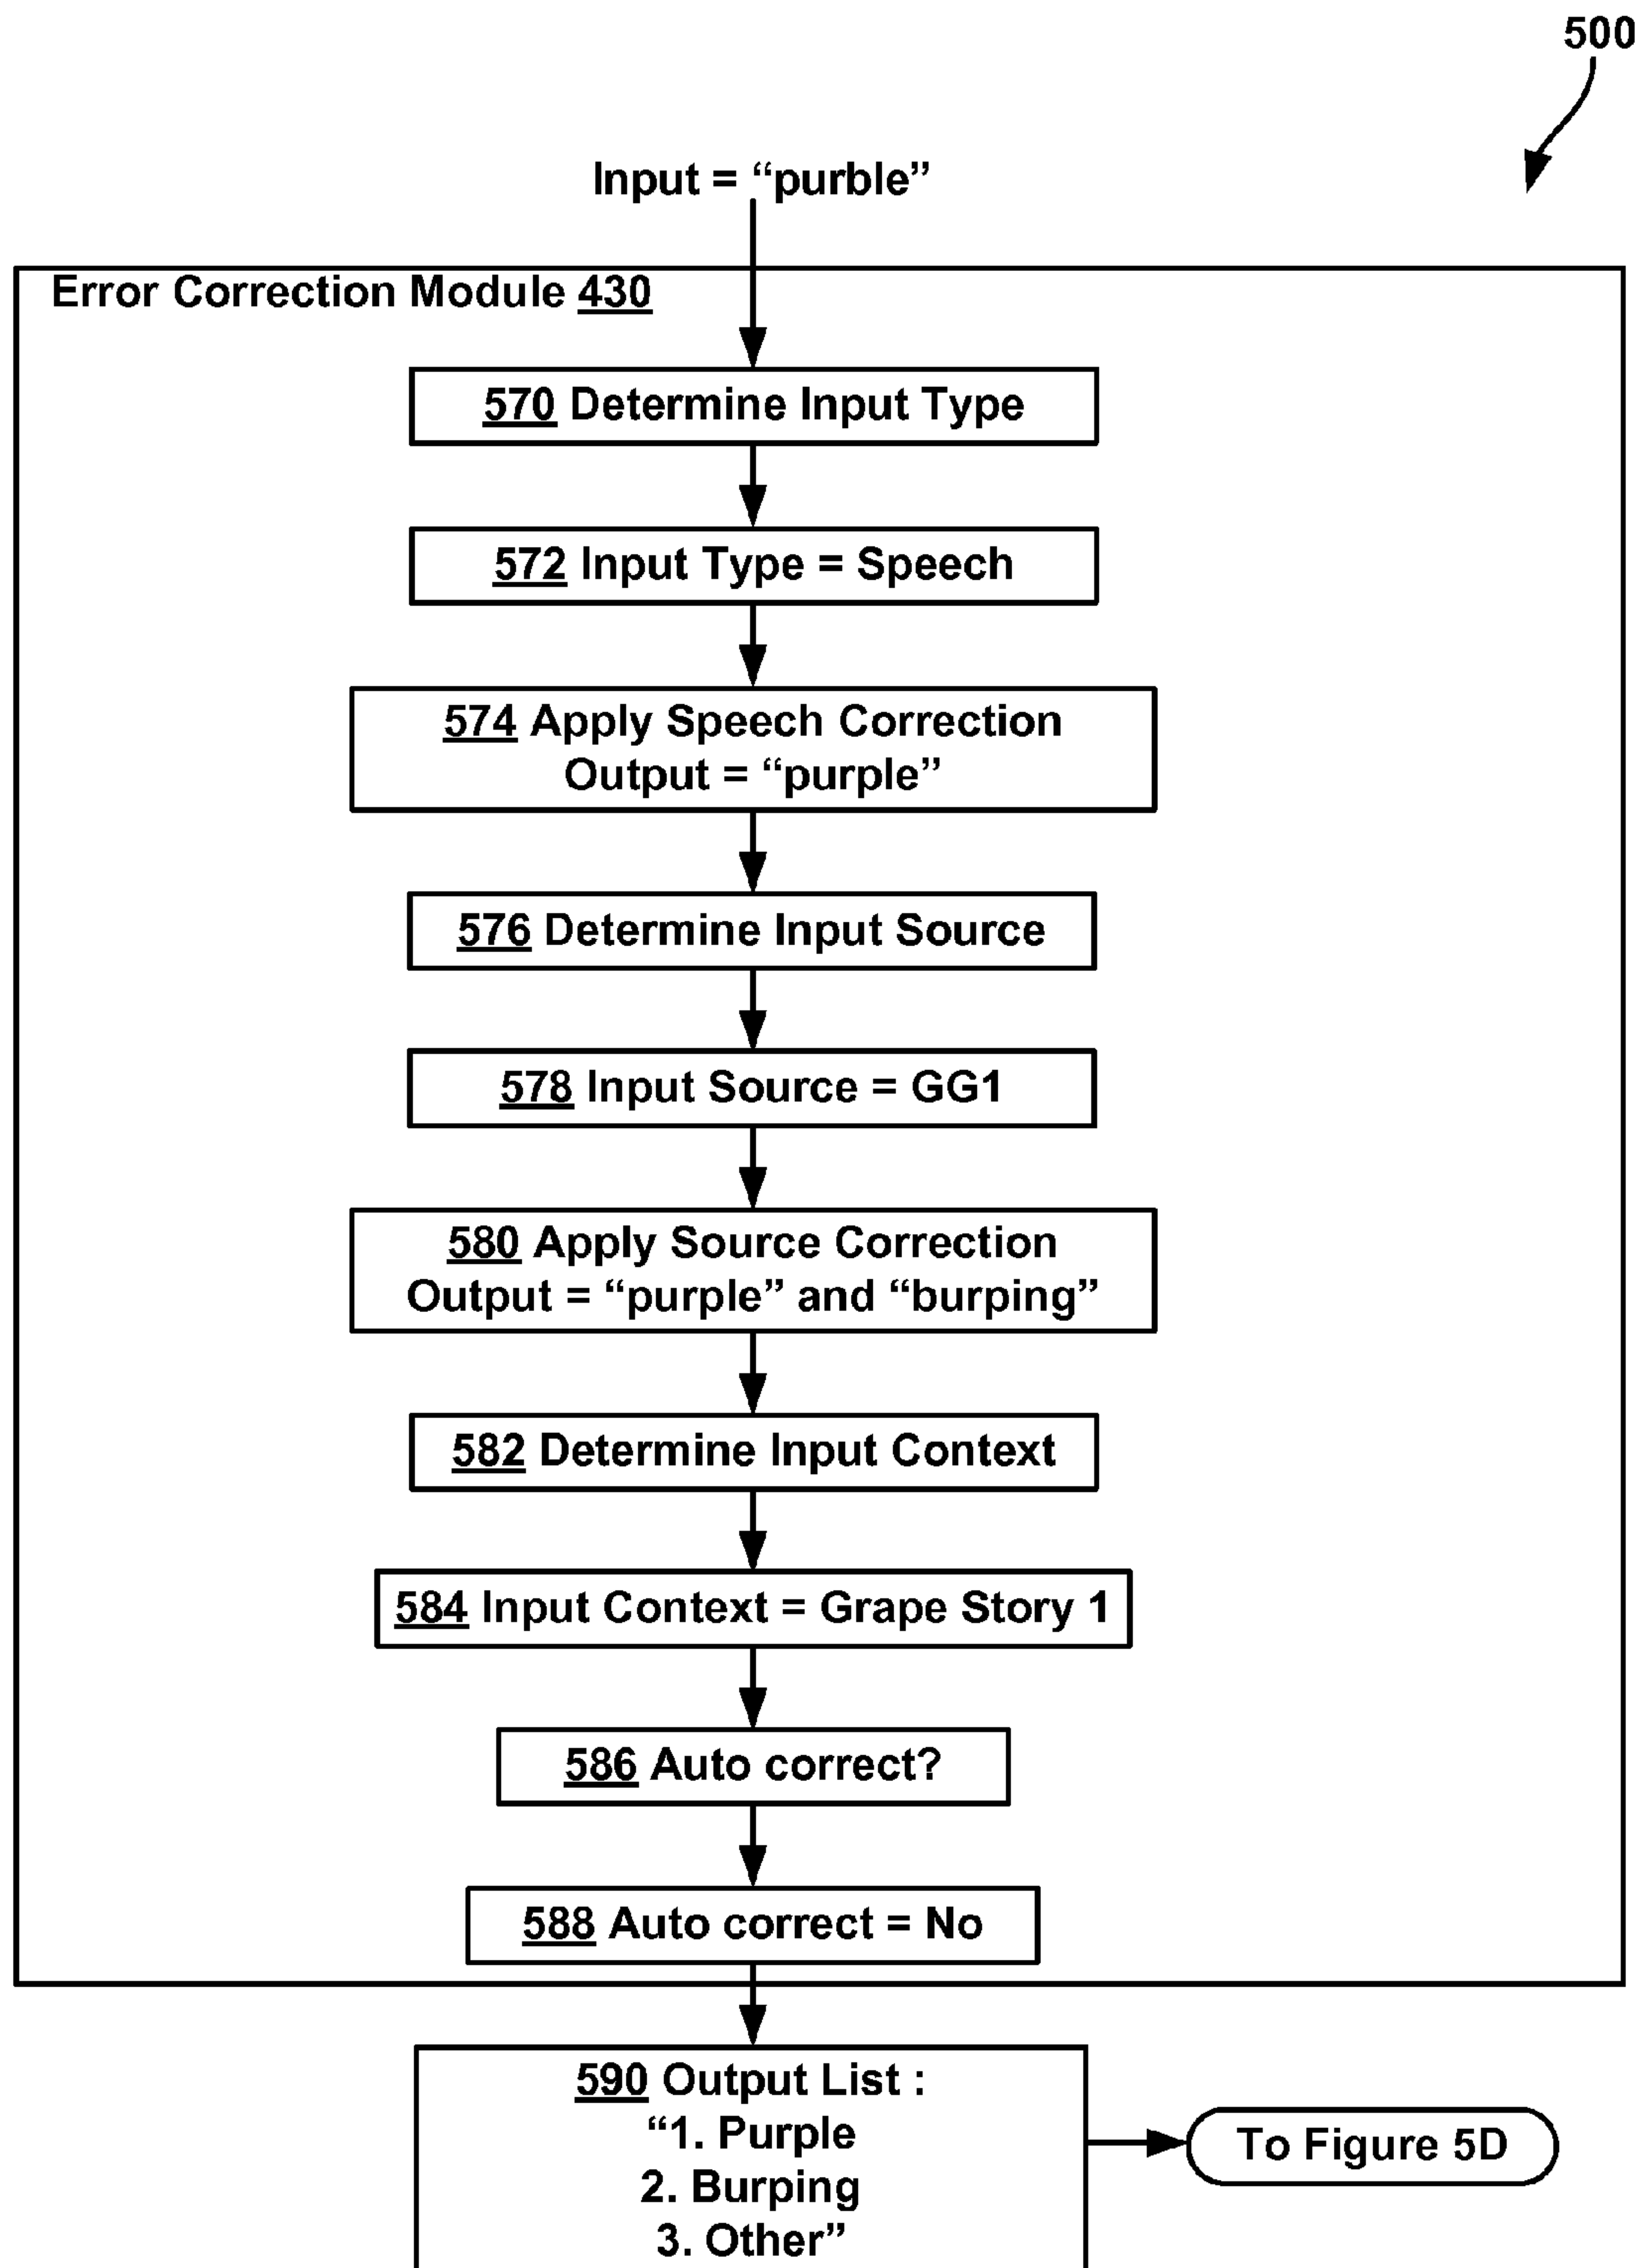 500
Input = “purble”
Error Correction Module 430
570 Determine Input Type
572 Input Type = Speech
574 Apply Speech Correction
Output = “purple”
576 Determine Input Source
578 Input Source = GG1
580 Apply Source Correction
Output = “purple” and “burping”
582 Determine Input Context
584 Input Context = Grape Story 1
586 Auto correct?
588 Auto correct = No
590 Output List :
“1. Purple
2. Burping
3. Other”
To Figure 5D